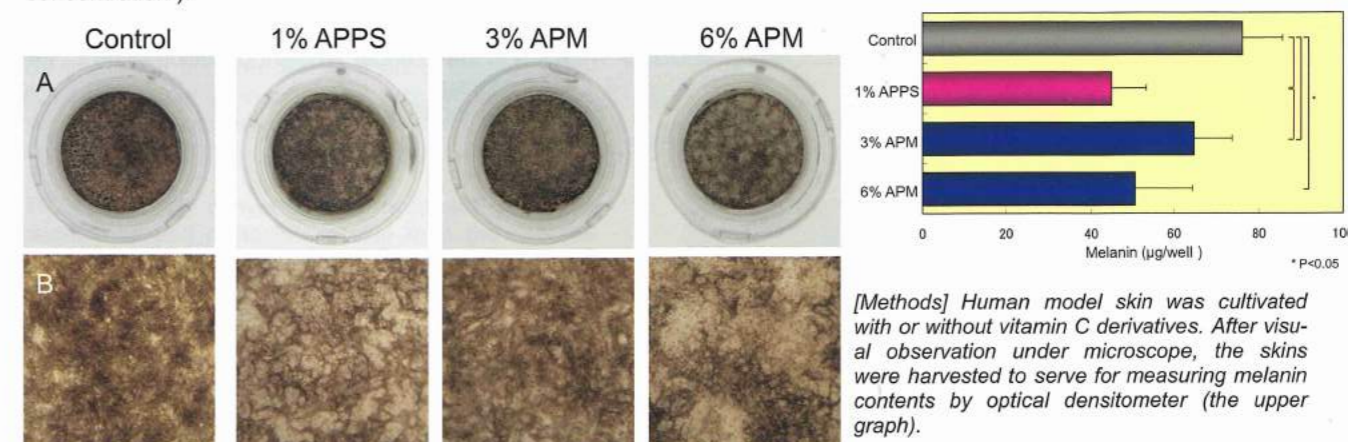 Control 1% APPS 3% APM 6% APM
A
B
Control
1% APPS
3% APM
6% APM
0 20 40 60 80
Melanin (µg/well )
*
* P<0.05
[Methods] Human model skin was cultivated
with or without vitamin C derivatives. After visu-
al observation under microscope, the skins
were harvested to serve for measuring melanin
contents by optical densitometer (the upper
graph).